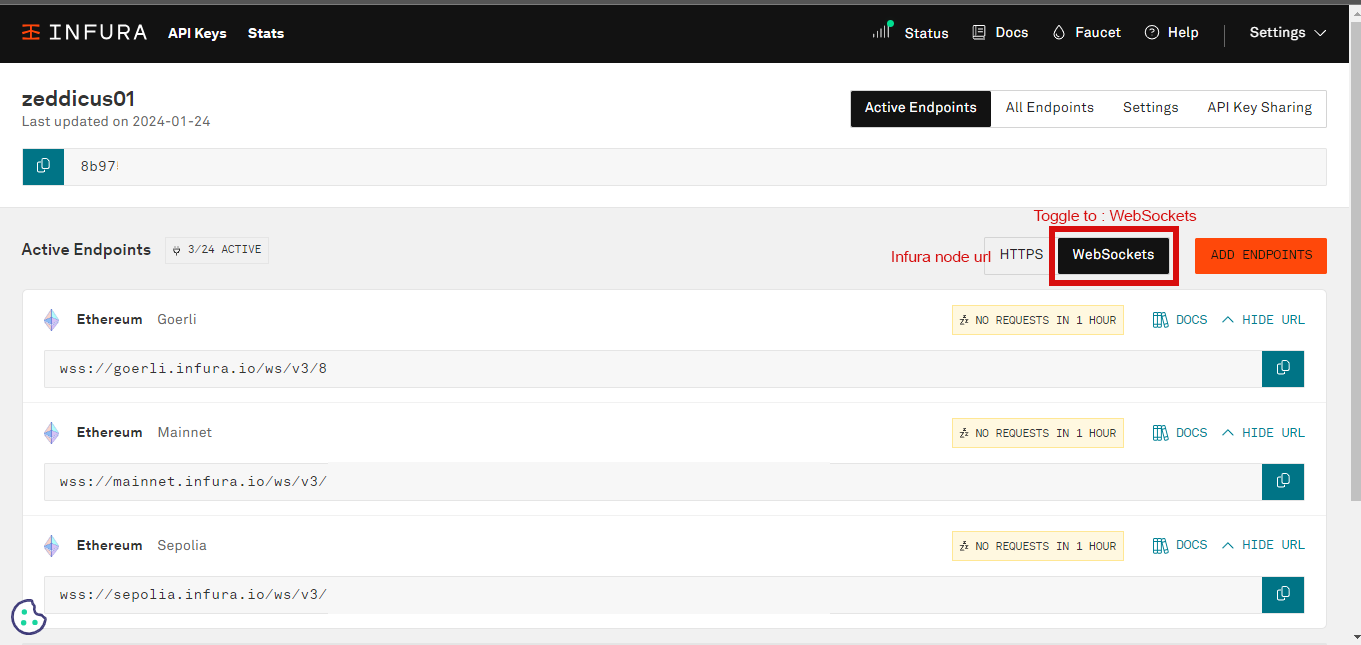 INFURA API Keys Stats Status Docs Faucet Help Settings
zeddicus01
Last updated on 2024-01-24
Active Endpoints All Endpoints Settings API Key Sharing
8b97
Toggle to : WebSockets
Active Endpoints 3/24 ACTIVE Infura node url HTTPS WebSockets ADD ENDPOINTS
Ethereum Goerli NO REQUESTS IN 1 HOUR DOCS HIDE URL
wss://goerli.infura.io/ws/v3/8
Ethereum Mainnet NO REQUESTS IN 1 HOUR DOCS HIDE URL
wss://mainnet.infura.io/ws/v3/
Ethereum Sepolia NO REQUESTS IN 1 HOUR DOCS HIDE URL
wss://sepolia.infura.io/ws/v3/